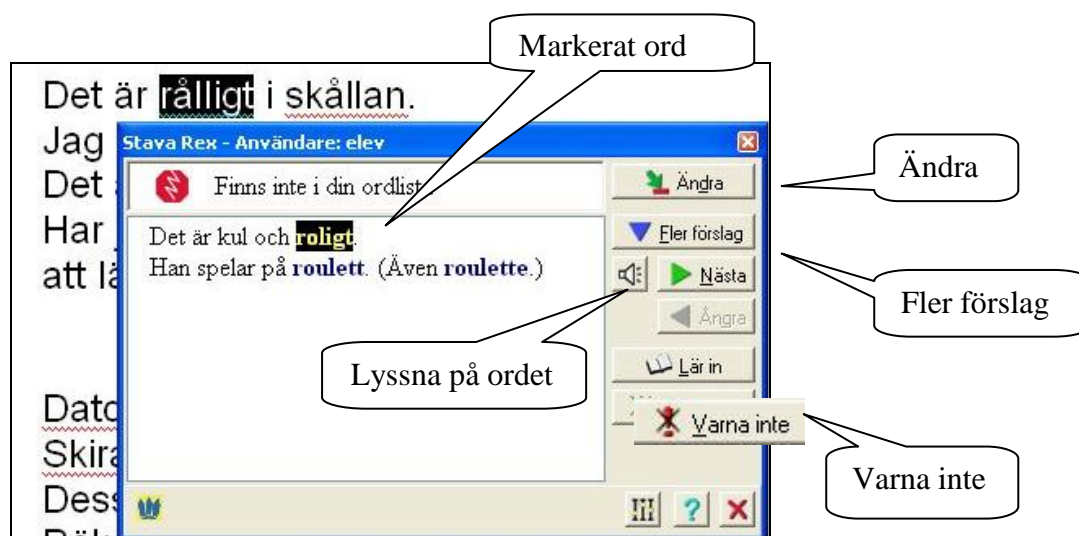 Markerat ord
Det är rålligt i skållan.
Jag
Stava Rex - Användare: elev
Det
Finns inte i din ordlist
Ändra
Ändra
Har
Det är kul och roligt.
Fler förslag
att lä
Han spelar på roulett. (Även roulette.)
Nästa
Fler förslag
Ångra
Lyssna på ordet
Lär in
Dato
Varna inte
Skira
Varna inte
Dess